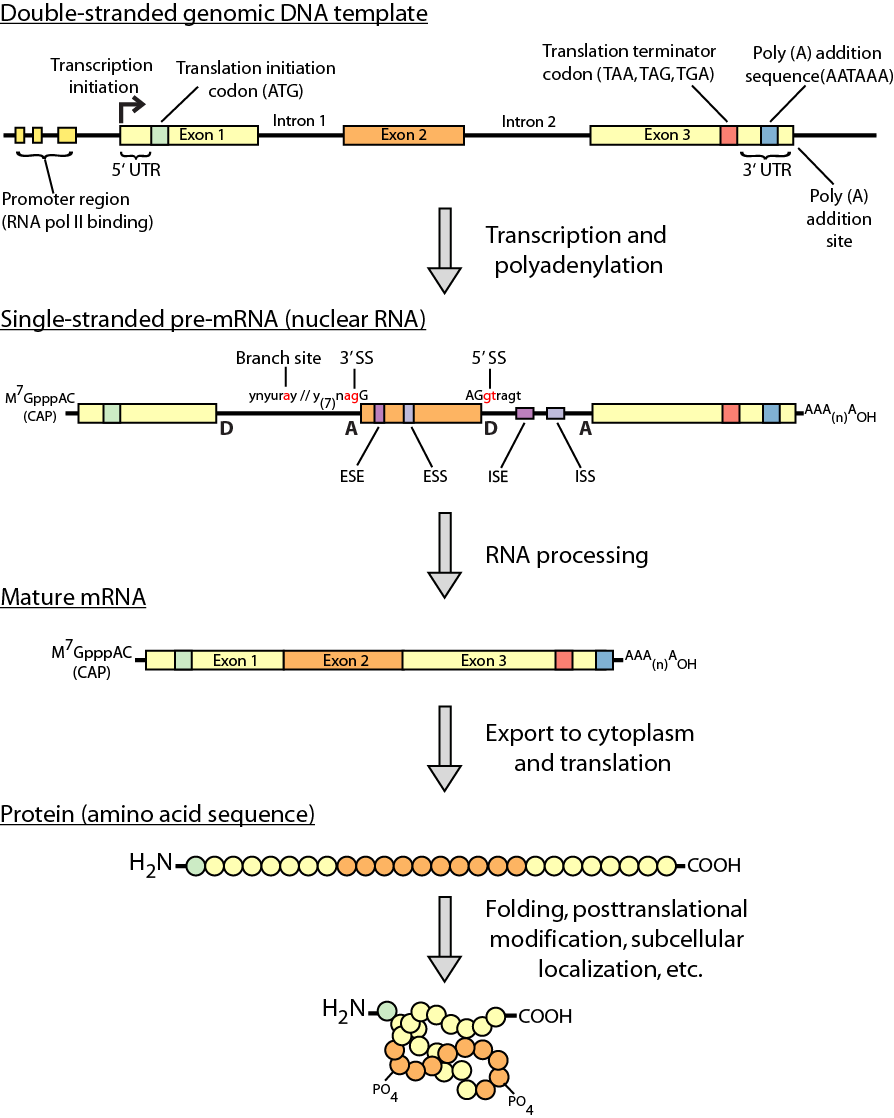 Double-stranded genomic DNA template
Transcription
initiation
Translation initiation
codon (ATG)
Translation terminator
codon (TAA, TAG, TGA)
Poly (A) addition
sequence(AATAAA)
Exon 1
Intron 1
Exon 2
Intron 2
Exon 3
5' UTR
3' UTR
Promoter region
(RNA pol II binding)
Poly (A)
addition
site
Transcription and
polyadenylation
Single-stranded pre-mRNA (nuclear RNA)
Branch site
3' SS
5' SS
ynyuray // y(7)nagG
AGgtragt
M7GpppAC
(CAP)
AAA(n)AOH
D
A
D
A
ESE
ESS
ISE
ISS
RNA processing
Mature mRNA
M7GpppAC
(CAP)
Exon 1
Exon 2
Exon 3
AAA(n)AOH
Export to cytoplasm
and translation
Protein (amino acid sequence)
H2N
COOH
Folding, posttranslational
modification, subcellular
localization, etc.
H2N
COOH
PO4
PO4